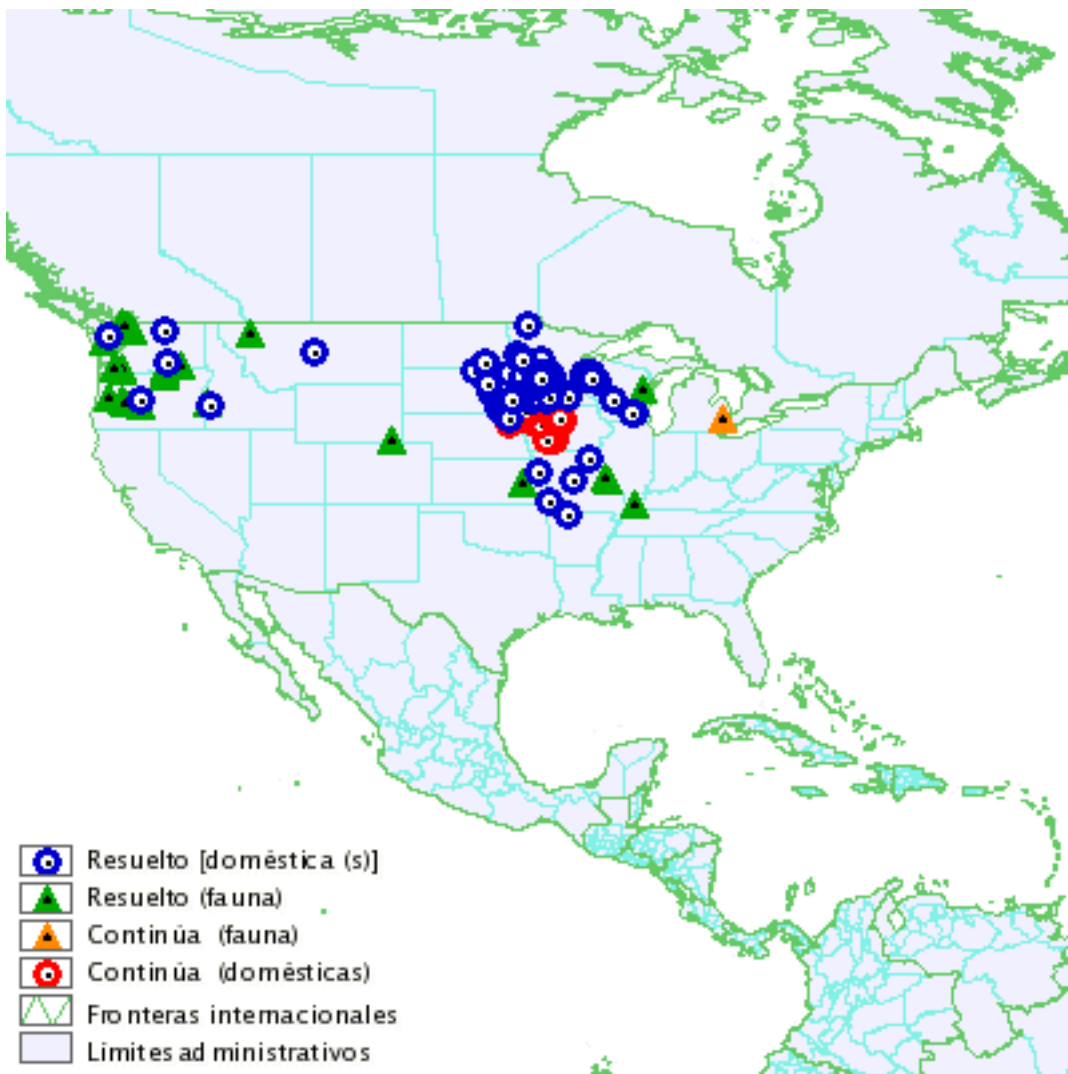 Resuelto [doméstica (s)]
Resuelto (fauna)
Continúa (fauna)
Continúa (domésticas)
Fronteras internacionales
Límites administrativos